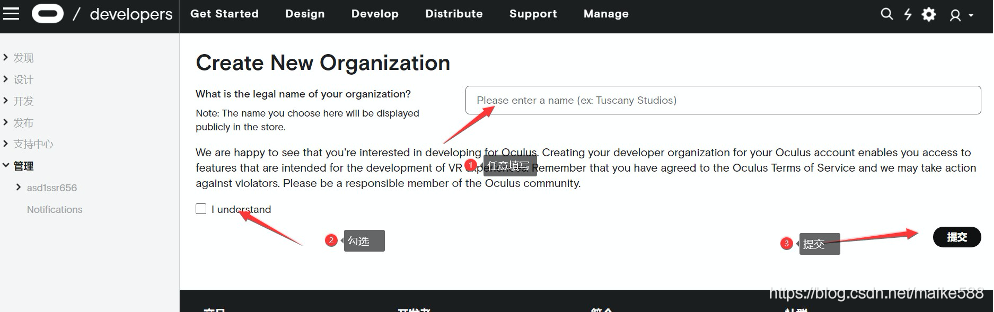 / developers Get Started Design Develop Distribute Support Manage
发现
设计
开发
发布
支持中心
管理
asd1ssr656
Notifications
Create New Organization
What is the legal name of your organization?
Please enter a name (ex: Tuscany Studios)
Note: The name you choose here will be displayed
publicly in the store.
1 任意填写
We are happy to see that you're interested in developing for Oculus. Creating your developer organization for your Oculus account enables you access to
features that are intended for the development of VR Remember that you have agreed to the Oculus Terms of Service and we may take action
against violators. Please be a responsible member of the Oculus community.
I understand
2 勾选
3 提交
提交
https://blog.csdn.net/maike588